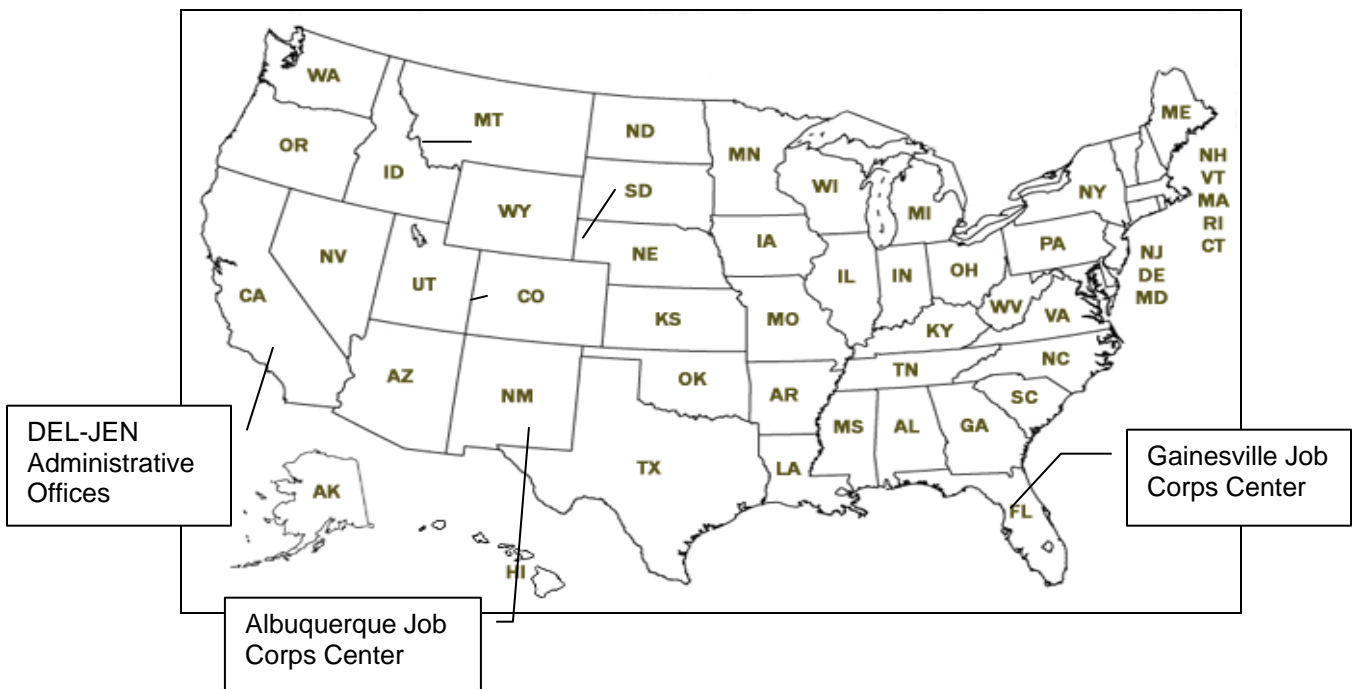 WA
MT
ND
MN
ME
OR
ID
SD
WI
NH
VT
MA
RI
CT
NY
MI
WY
IA
PA
NJ
DE
MD
NV
NE
IL
IN
OH
CA
UT
CO
WV
VA
KS
MO
KY
NC
AZ
NM
OK
TN
AR
SC
MS
AL
GA
TX
LA
AK
FL
HI
DEL-JEN
Administrative
Offices
Gainesville Job
Corps Center
Albuquerque Job
Corps Center